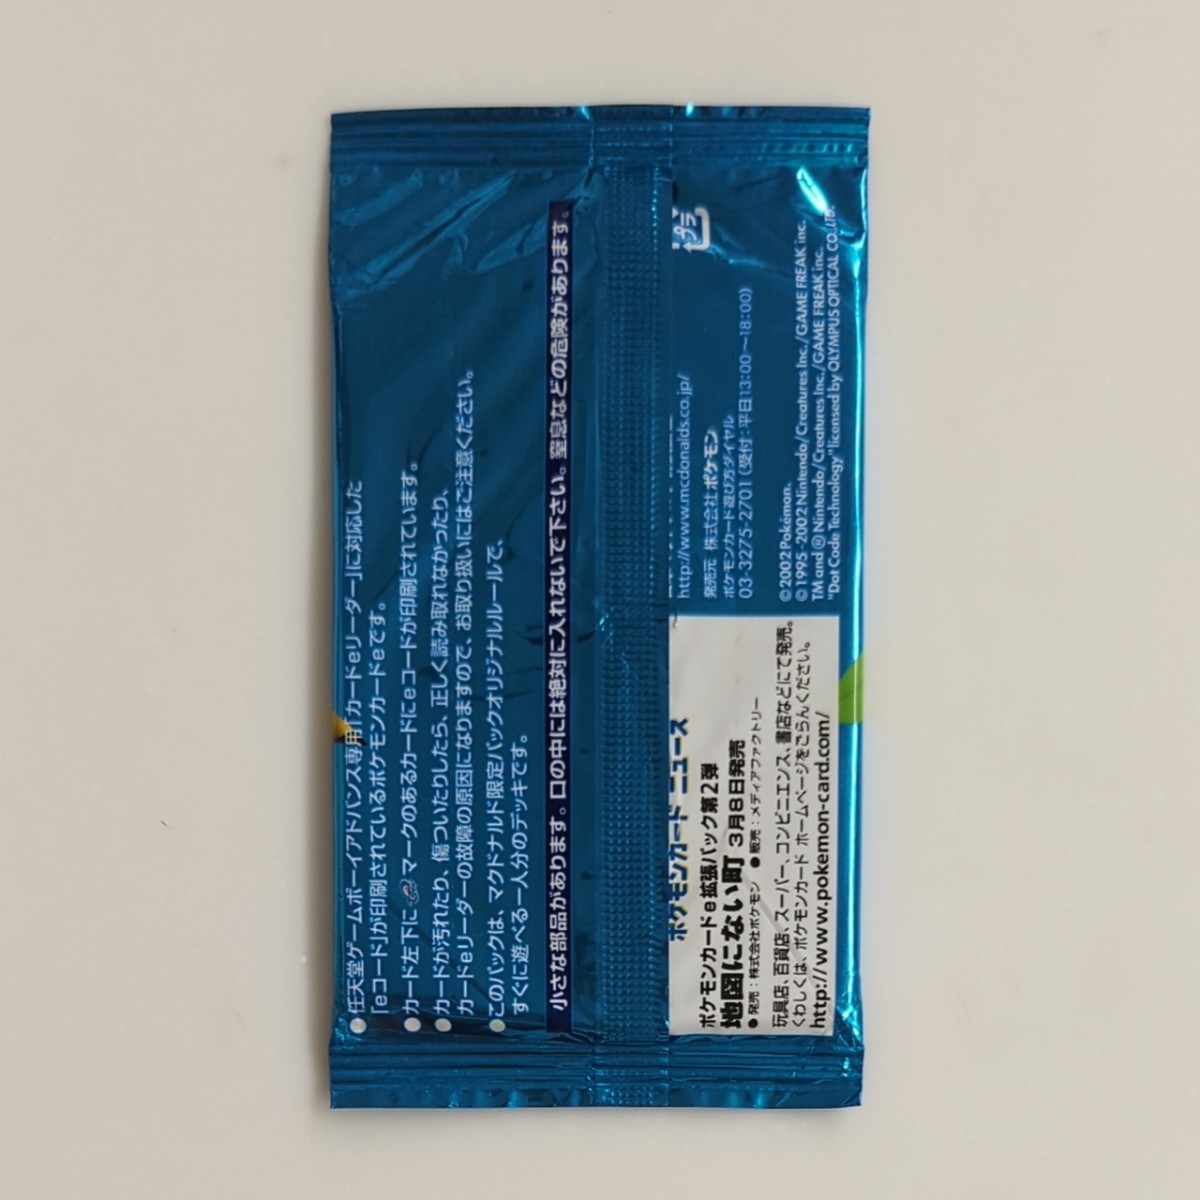 ●任天堂ゲームボーイアドバンス専用「カードeリーダー」に対応した
「eコード」が印刷されているポケモンカードeです。
●カード左下に マークのあるカードにeコードが印刷されています。
●カードが汚れたり、傷ついたりしたら、正しく読み取れなかったり、
カードeリーダーの故障の原因になりますので、お取り扱いにはご注意ください。
●このパックは、マクドナルド限定パックオリジナルルールで、
すぐに遊べる一人分のデッキです。
小さな部品があります。口の中には絶対に入れないで下さい。窒息などの危険があります。
ポケモンカード ニュース
ポケモンカードe拡張パック第2弾
地図にない町 3月8日発売
●発売：株式会社ポケモン ●販売：メディアファクトリー
玩具店、百貨店、スーパー、コンビニエンス、書店などにて発売。
くわしくは、ポケモンカード ホームページをごらんください。
http://www.pokemon-card.com/
http://www.mcdonalds.co.jp/
発売元 株式会社ポケモン
ポケモンカード遊び方ダイヤル
03-3275-2701（受付：平日13:00〜18:00）
©2002 Pokémon.
©1995-2002 Nintendo/Creatures Inc./GAME FREAK inc.
TM and ® Nintendo/Creatures Inc./GAME FREAK inc.
"Dot Code Technology" licensed by OLYMPUS OPTICAL CO.,LTD.
プラ